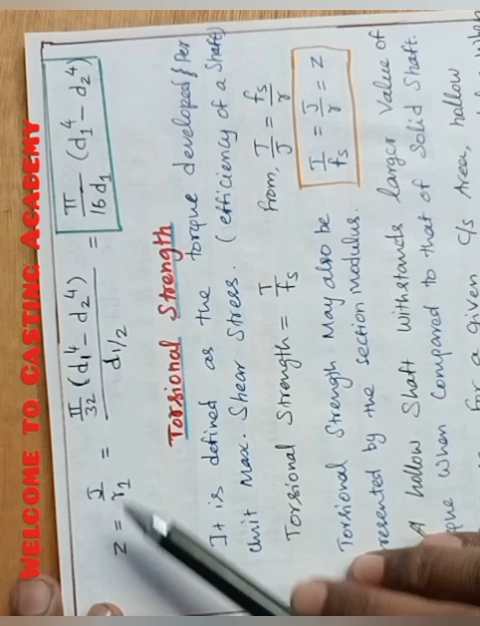 WELCOME TO CASTING ACADEMY
Z = J/r₁ = π/32 (d₁⁴ - d₂⁴) / d₁/2 = π/16d₁ (d₁⁴ - d₂⁴)
Torsional Strength
It is defined as the torque developed {Per
Unit Max. Shear Stress. (efficiency of a Shaft)
Torsional Strength = T/fs From, T/J = fs/r
Torsional Strength May also be T/fs = J/r = Z
resented by the section modulus.
A hollow Shaft withstands larger Value of
que when Compared to that of Solid Shaft.
for a given C/s Area, hollow